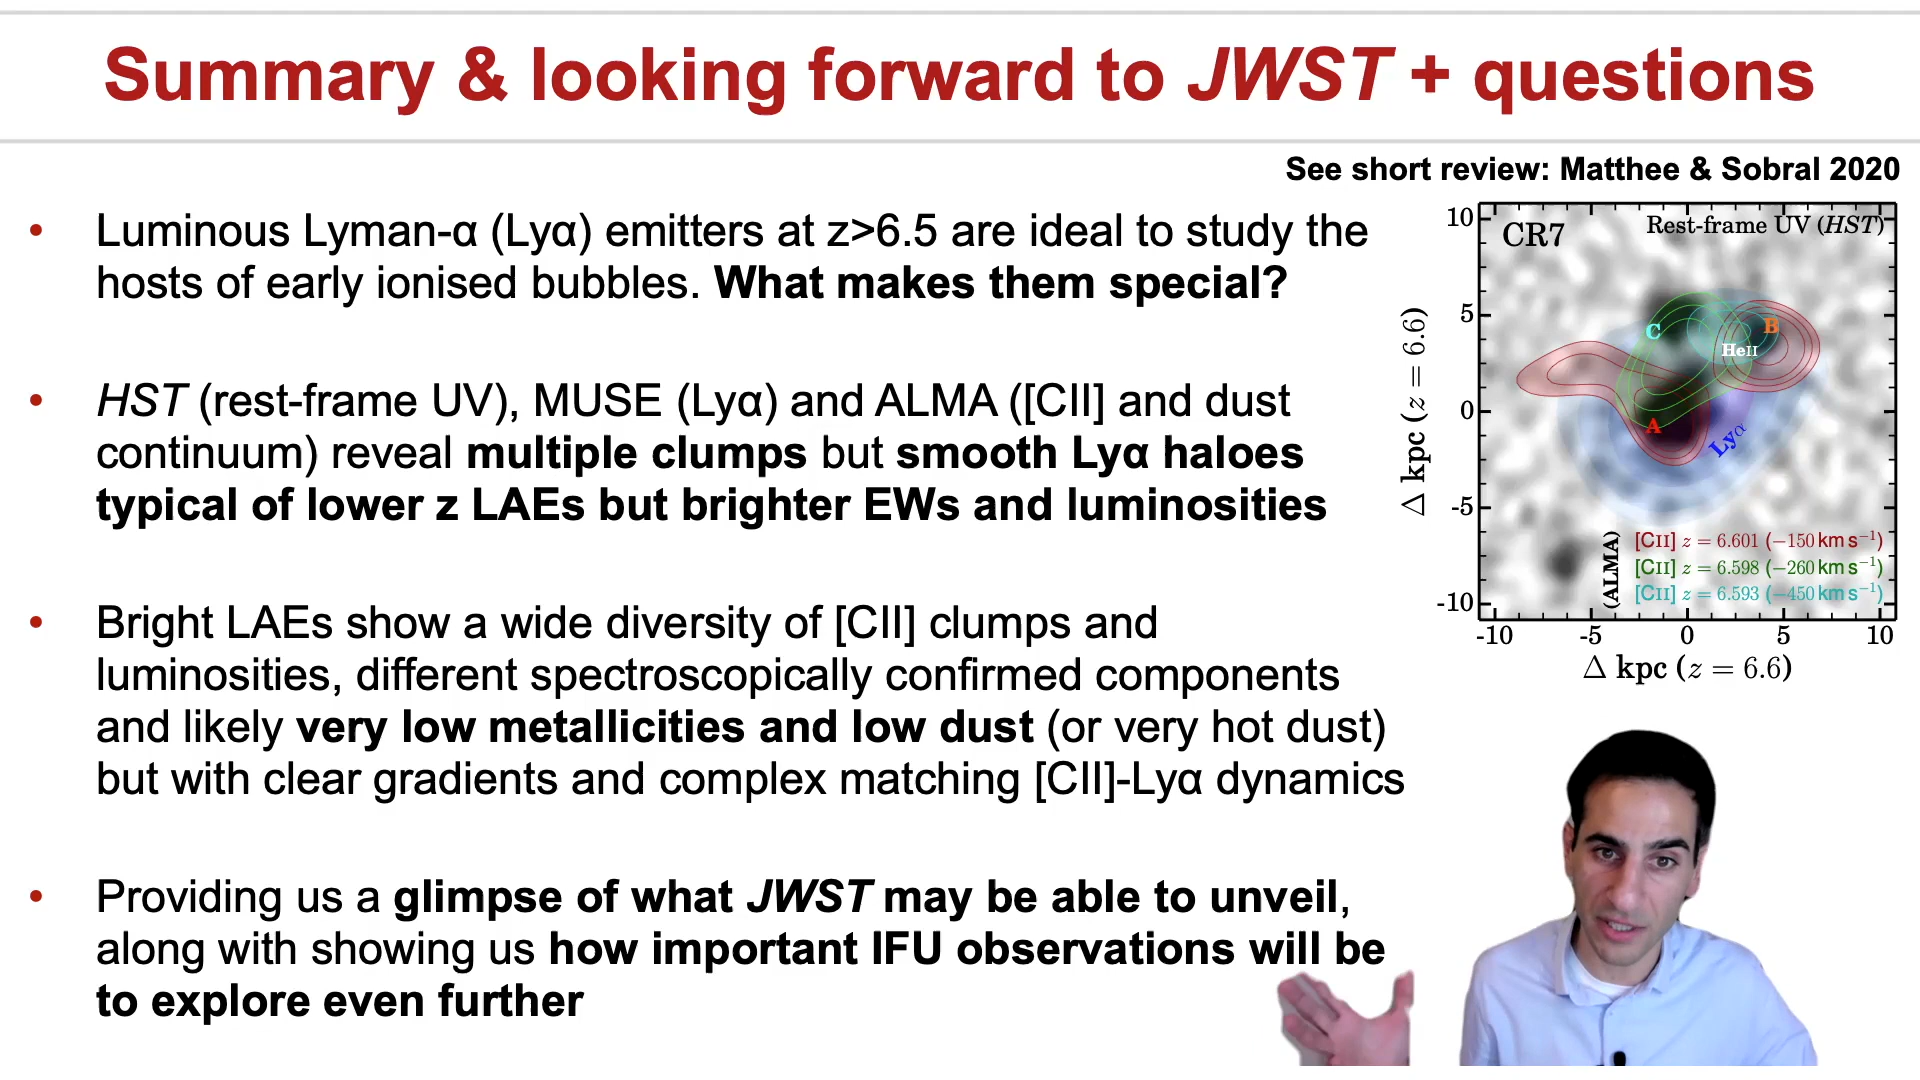 Summary & looking forward to JWST + questions
See short review: Matthee & Sobral 2020
• Luminous Lyman-α (Lyα) emitters at z>6.5 are ideal to study the
hosts of early ionised bubbles. What makes them special?
• HST (rest-frame UV), MUSE (Lyα) and ALMA ([CII] and dust
continuum) reveal multiple clumps but smooth Lyα haloes
typical of lower z LAEs but brighter EWs and luminosities
• Bright LAEs show a wide diversity of [CII] clumps and
luminosities, different spectroscopically confirmed components
and likely very low metallicities and low dust (or very hot dust)
but with clear gradients and complex matching [CII]-Lyα dynamics
• Providing us a glimpse of what JWST may be able to unveil,
along with showing us how important IFU observations will be
to explore even further
CR7
Rest-frame UV (HST)
C
B
HeII
A
Lyα
(ALMA)
[CII] z = 6.601 (−150 km s⁻¹)
[CII] z = 6.598 (−260 km s⁻¹)
[CII] z = 6.593 (−450 km s⁻¹)
10
5
0
-5
-10
Δ kpc (z = 6.6)
-10 -5 0 5 10
Δ kpc (z = 6.6)